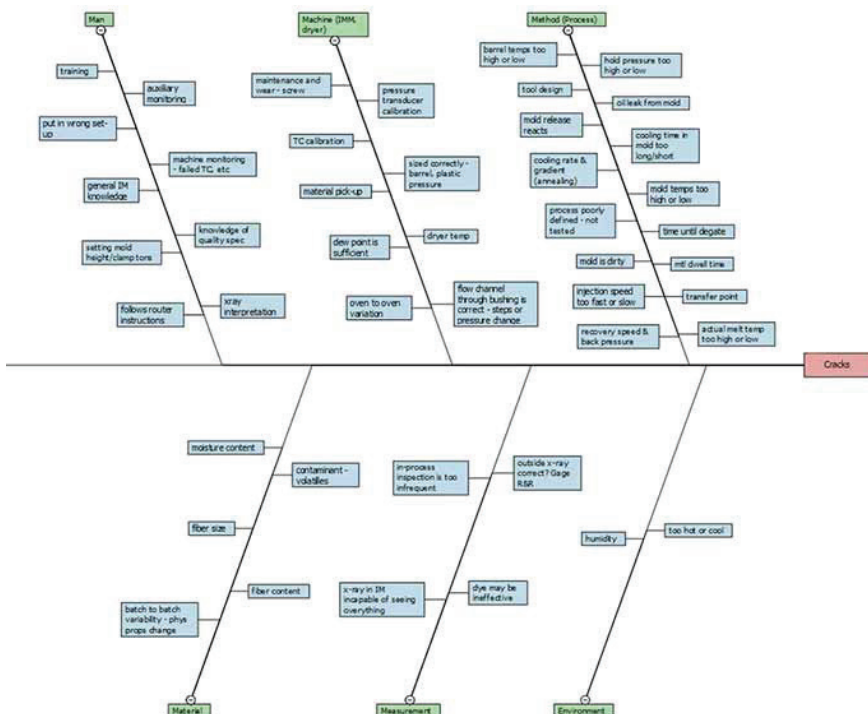 Man
training
auxiliary
monitoring
put in wrong set-
up
machine monitoring
- failed TC, etc
general IM
knowledge
knowledge of
quality spec
setting mold
height/clamp tons
follows router
instructions
xray
interpretation
Machine (IMM,
dryer)
maintenance and
wear - screw
pressure
transducer
calibration
TC calibration
sized correctly -
barrel, plastic
pressure
material pick-up
dew point is
sufficient
dryer temp
oven to oven
variation
flow channel
through bushing is
correct - steps or
pressure change
Method (Process)
barrel temps too
high or low
hold pressure too
high or low
tool design
oil leak from mold
mold release
reacts
cooling time in
mold too
long/short
cooling rate &
gradient
(annealing)
mold temps too
high or low
process poorly
defined - not
tested
time until degate
mold is dirty
mtl dwell time
injection speed
too fast or slow
transfer point
recovery speed &
back pressure
actual melt temp
too high or low
Cracks
moisture content
contaminant -
volatiles
fiber size
fiber content
batch to batch
variability - phys
props change
Material
in-process
inspection is too
infrequent
outside x-ray
correct? Gage
R&R
x-ray in IM
incapable of seeing
everything
dye may be
ineffective
Measurement
humidity
too hot or cool
Environment